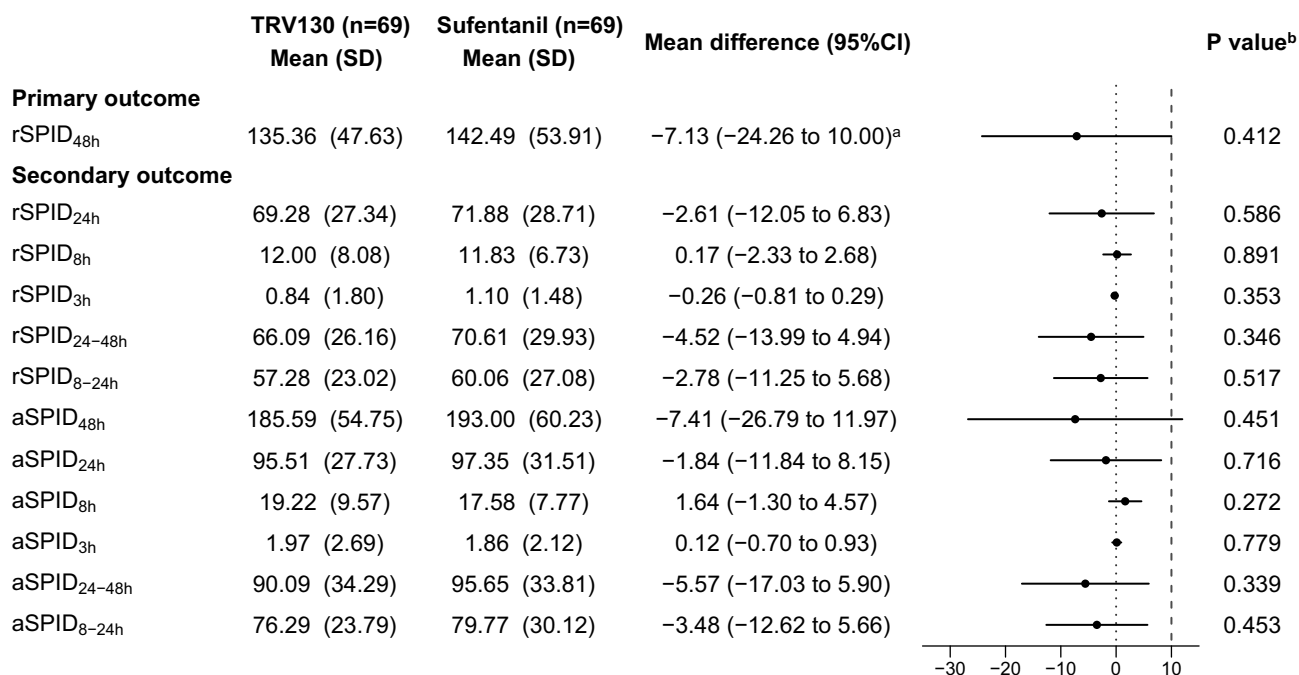 TRV130 (n=69) Sufentanil (n=69) Mean difference (95%CI) P valueᵇ
Mean (SD) Mean (SD)
Primary outcome
rSPID48h 135.36 (47.63) 142.49 (53.91) −7.13 (−24.26 to 10.00)ᵃ 0.412
Secondary outcome
rSPID24h 69.28 (27.34) 71.88 (28.71) −2.61 (−12.05 to 6.83) 0.586
rSPID8h 12.00 (8.08) 11.83 (6.73) 0.17 (−2.33 to 2.68) 0.891
rSPID3h 0.84 (1.80) 1.10 (1.48) −0.26 (−0.81 to 0.29) 0.353
rSPID24−48h 66.09 (26.16) 70.61 (29.93) −4.52 (−13.99 to 4.94) 0.346
rSPID8−24h 57.28 (23.02) 60.06 (27.08) −2.78 (−11.25 to 5.68) 0.517
aSPID48h 185.59 (54.75) 193.00 (60.23) −7.41 (−26.79 to 11.97) 0.451
aSPID24h 95.51 (27.73) 97.35 (31.51) −1.84 (−11.84 to 8.15) 0.716
aSPID8h 19.22 (9.57) 17.58 (7.77) 1.64 (−1.30 to 4.57) 0.272
aSPID3h 1.97 (2.69) 1.86 (2.12) 0.12 (−0.70 to 0.93) 0.779
aSPID24−48h 90.09 (34.29) 95.65 (33.81) −5.57 (−17.03 to 5.90) 0.339
aSPID8−24h 76.29 (23.79) 79.77 (30.12) −3.48 (−12.62 to 5.66) 0.453
−30 −20 −10 0 10